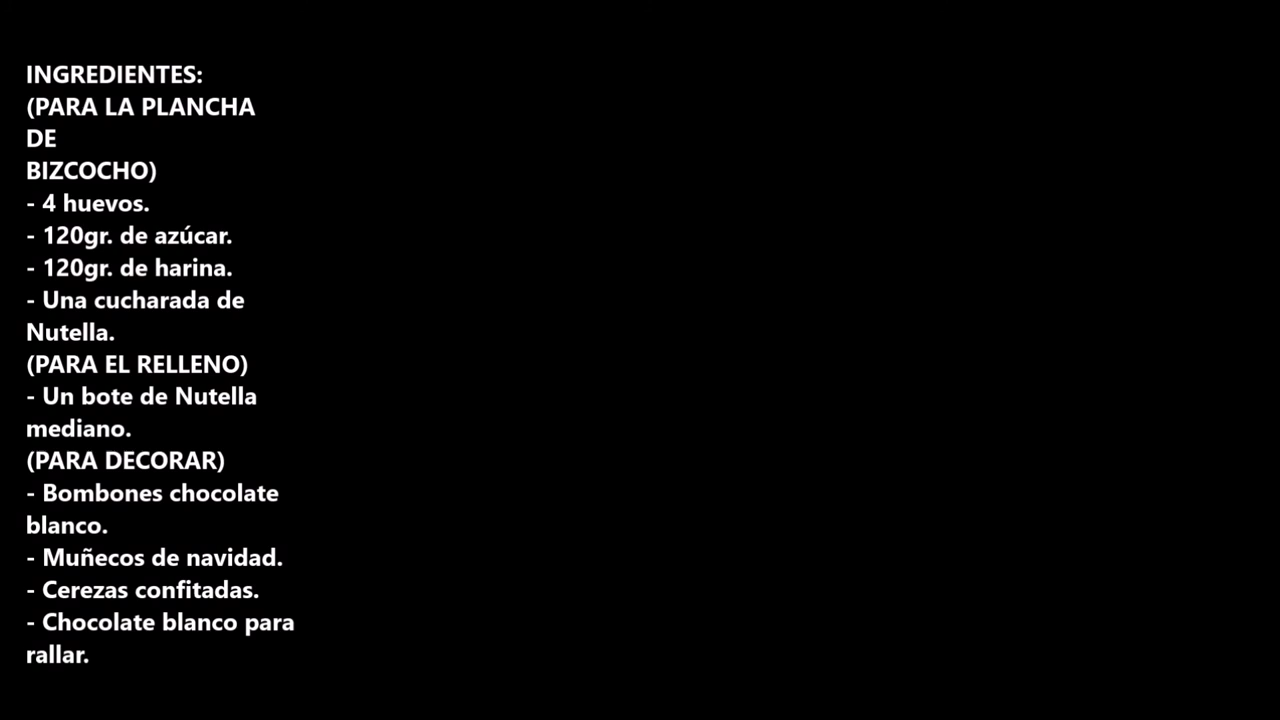 INGREDIENTES:
(PARA LA PLANCHA
DE
BIZCOCHO)
- 4 huevos.
- 120gr. de azúcar.
- 120gr. de harina.
- Una cucharada de
Nutella.
(PARA EL RELLENO)
- Un bote de Nutella
mediano.
(PARA DECORAR)
- Bombones chocolate
blanco.
- Muñecos de navidad.
- Cerezas confitadas.
- Chocolate blanco para
rallar.